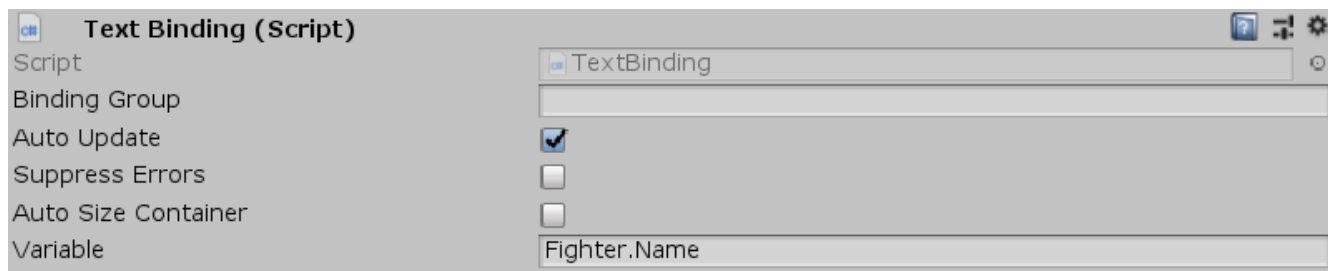 Text Binding (Script)
Script TextBinding
Binding Group
Auto Update
Suppress Errors
Auto Size Container
Variable Fighter.Name